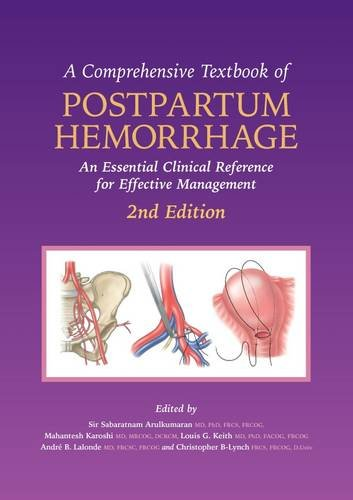 A Comprehensive Textbook of
POSTPARTUM
HEMORRHAGE
An Essential Clinical Reference
for Effective Management
2nd Edition
Edited by
Sir Sabaratnam Arulkumaran MD, PhD, FRCS, FRCOG,
Mahantesh Karoshi MD, MRCOG, DCRCM, Louis G. Keith MD, PhD, FACOG, FRCOG
André B. Lalonde MD, FRCSC, FRCOG and Christopher B-Lynch FRCS, FRCOG, D.Univ